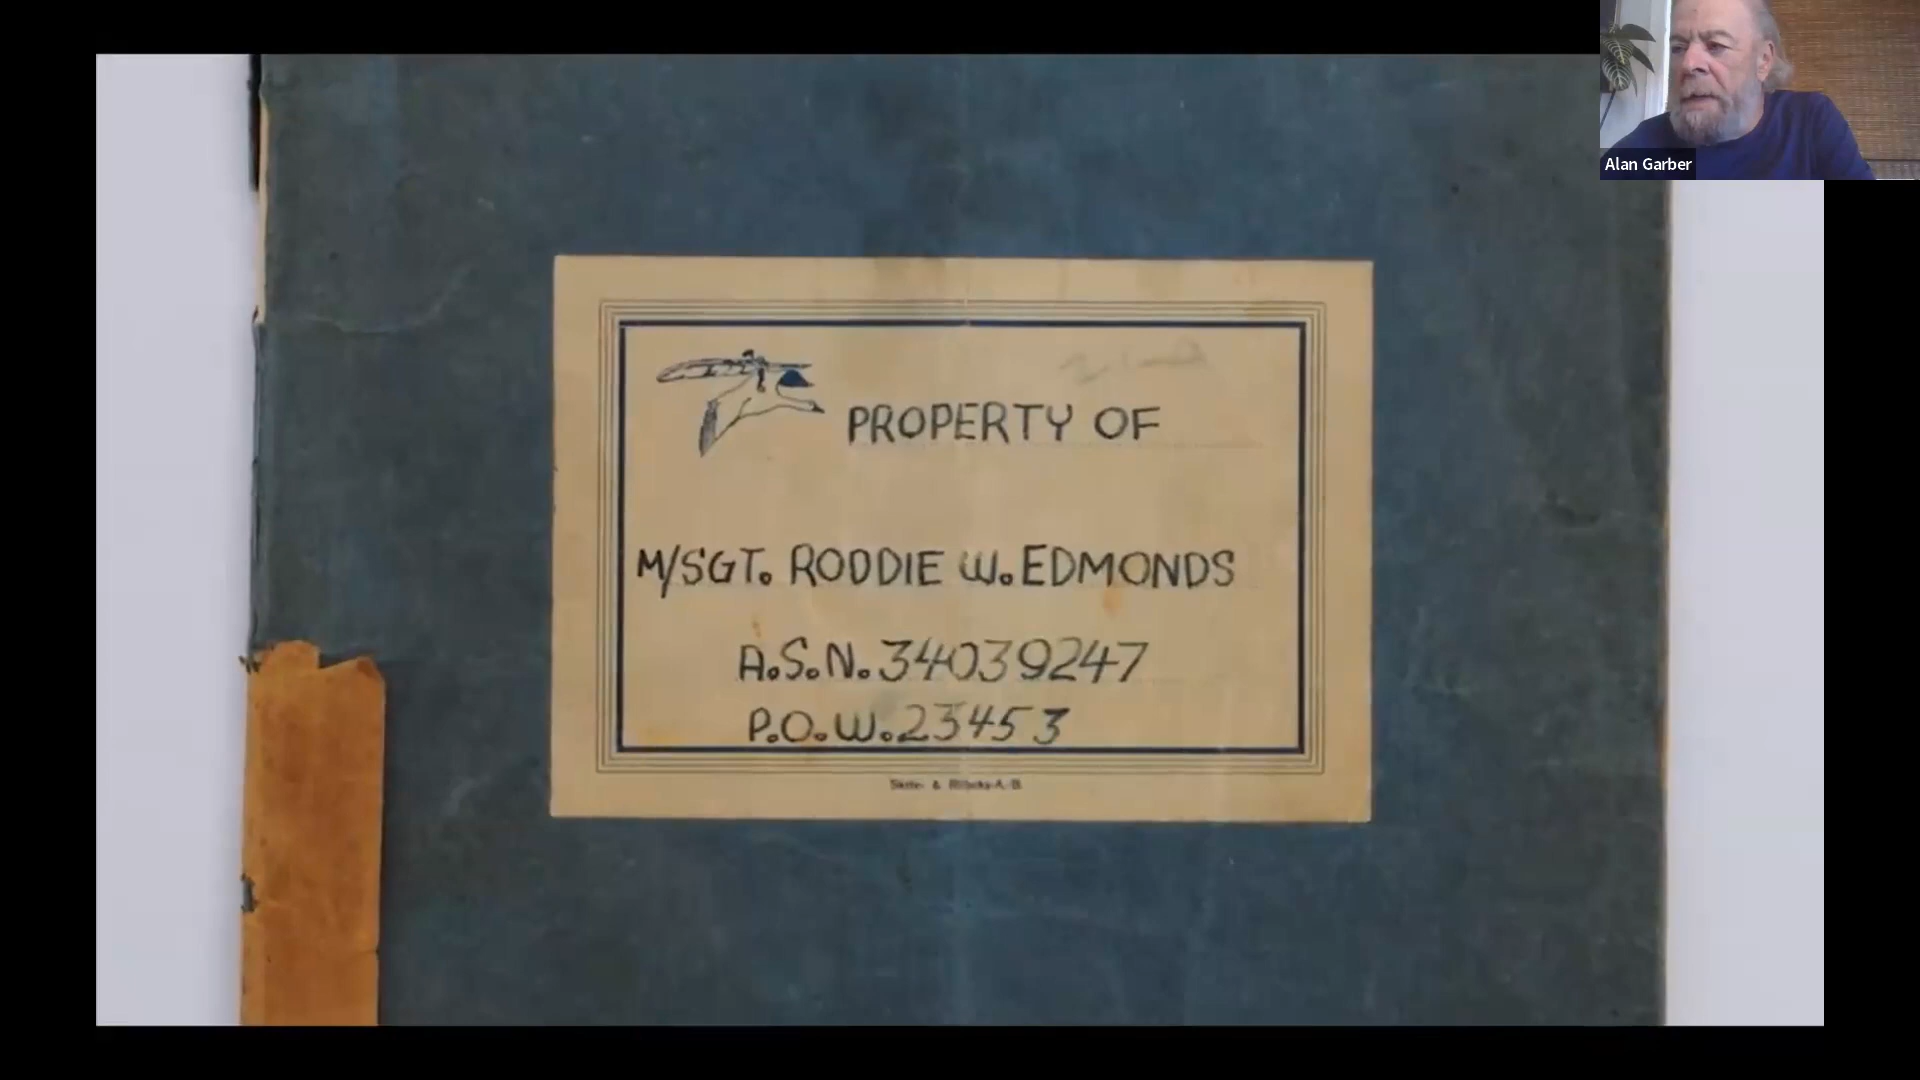 Alan Garber
PROPERTY OF
M/SGT. RODDIE W. EDMONDS
A.S.N. 34039247
P.O.W. 23453